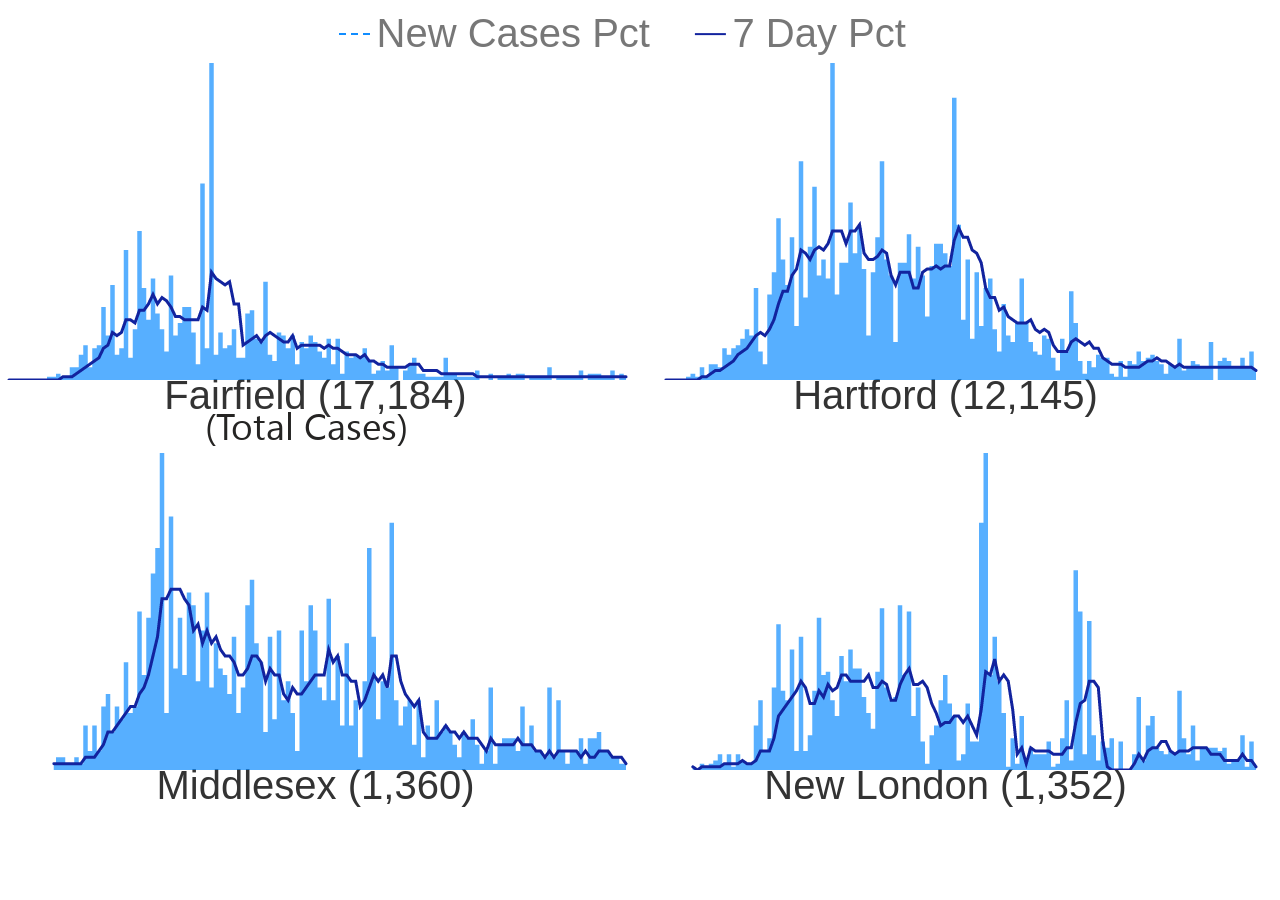 New Cases Pct 7 Day Pct
Fairfield (17,184) Hartford (12,145)
(Total Cases)
Middlesex (1,360) New London (1,352)